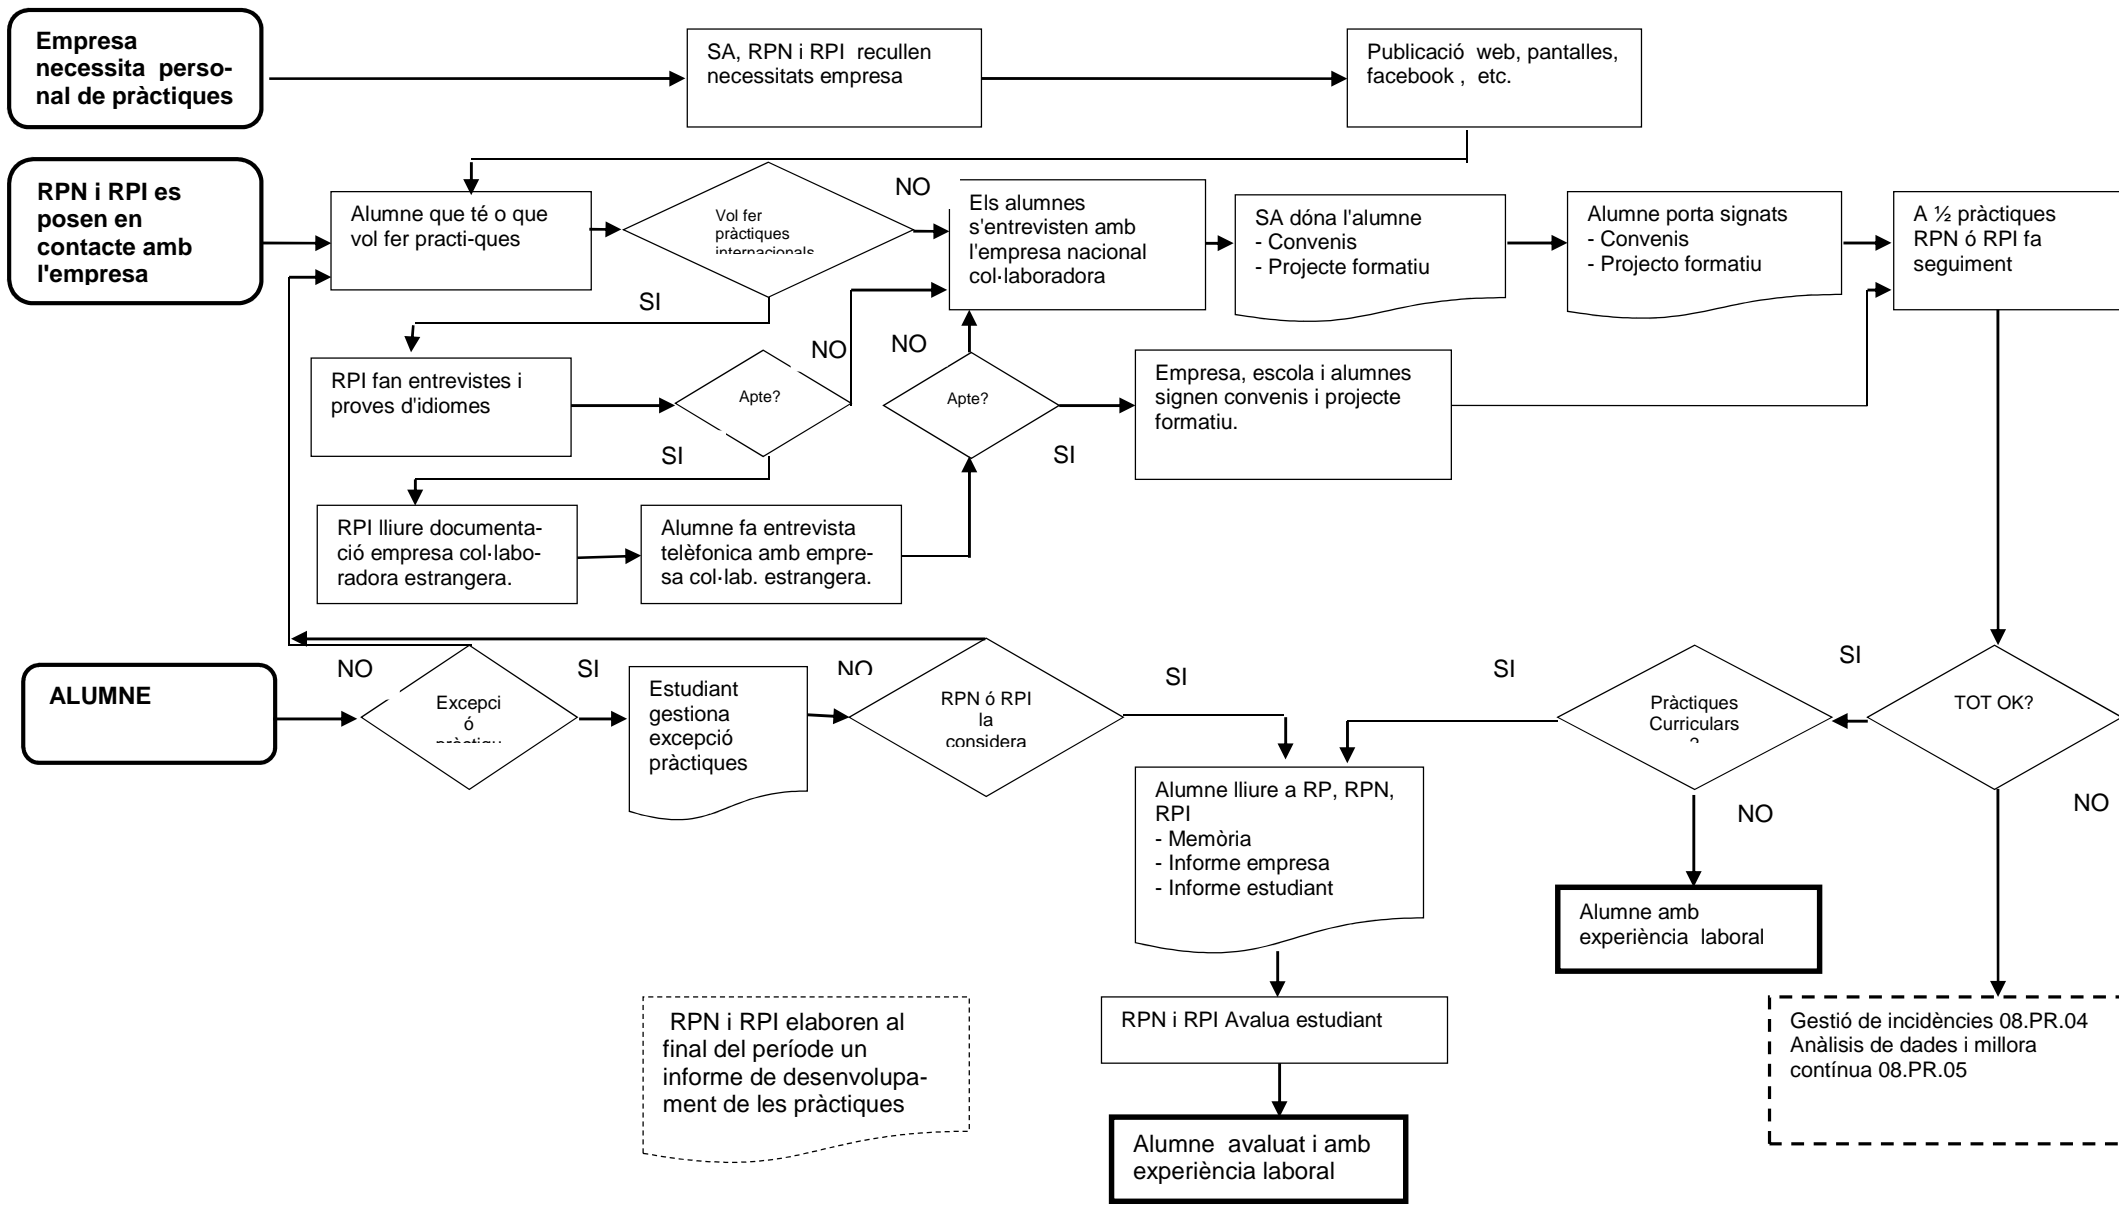 Empresa
necessita perso-
nal de pràctiques
SA, RPN i RPI recullen
necessitats empresa
Publicació web, pantalles,
facebook , etc.
RPN i RPI es
posen en
contacte amb
l'empresa
Alumne que té o que
vol fer practi-ques
Vol fer
pràctiques
internacionals
NO
SI
Els alumnes
s'entrevisten amb
l'empresa nacional
col·laboradora
SA dóna l'alumne
- Convenis
- Projecte formatiu
Alumne porta signats
- Convenis
- Projecto formatiu
A ½ pràctiques
RPN ó RPI fa
seguiment
RPI fan entrevistes i
proves d'idiomes
Apte?
NO
SI
NO
Apte?
SI
Empresa, escola i alumnes
signen convenis i projecte
formatiu.
RPI lliure documenta-
ció empresa col·labo-
radora estrangera.
Alumne fa entrevista
telèfonica amb empre-
sa col·lab. estrangera.
ALUMNE
NO
Excepci
ó
SI
Estudiant
gestiona
excepció
pràctiques
NO
RPN ó RPI
la
considera
SI
SI
Pràctiques
Curriculars
?
SI
TOT OK?
NO
NO
Alumne lliure a RP, RPN,
RPI
- Memòria
- Informe empresa
- Informe estudiant
Alumne amb
experiència laboral
RPN i RPI elaboren al
final del període un
informe de desenvolupa-
ment de les pràctiques
RPN i RPI Avalua estudiant
Gestió de incidències 08.PR.04
Anàlisis de dades i millora
contínua 08.PR.05
Alumne avaluat i amb
experiència laboral